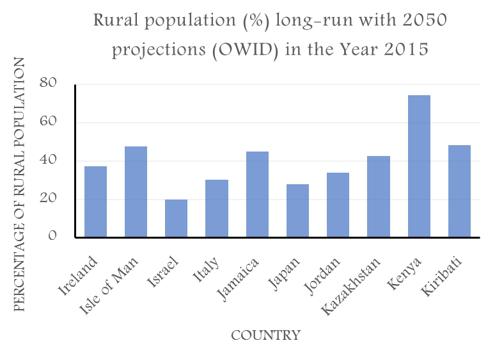 Rural population (%) long-run with 2050
projections (OWID) in the Year 2015
PERCENTAGE OF RURAL POPULATION
80
60
40
20
0
Ireland
Isle of Man
Israel
Italy
Jamaica
Japan
Jordan
Kazakhstan
Kenya
Kiribati
COUNTRY